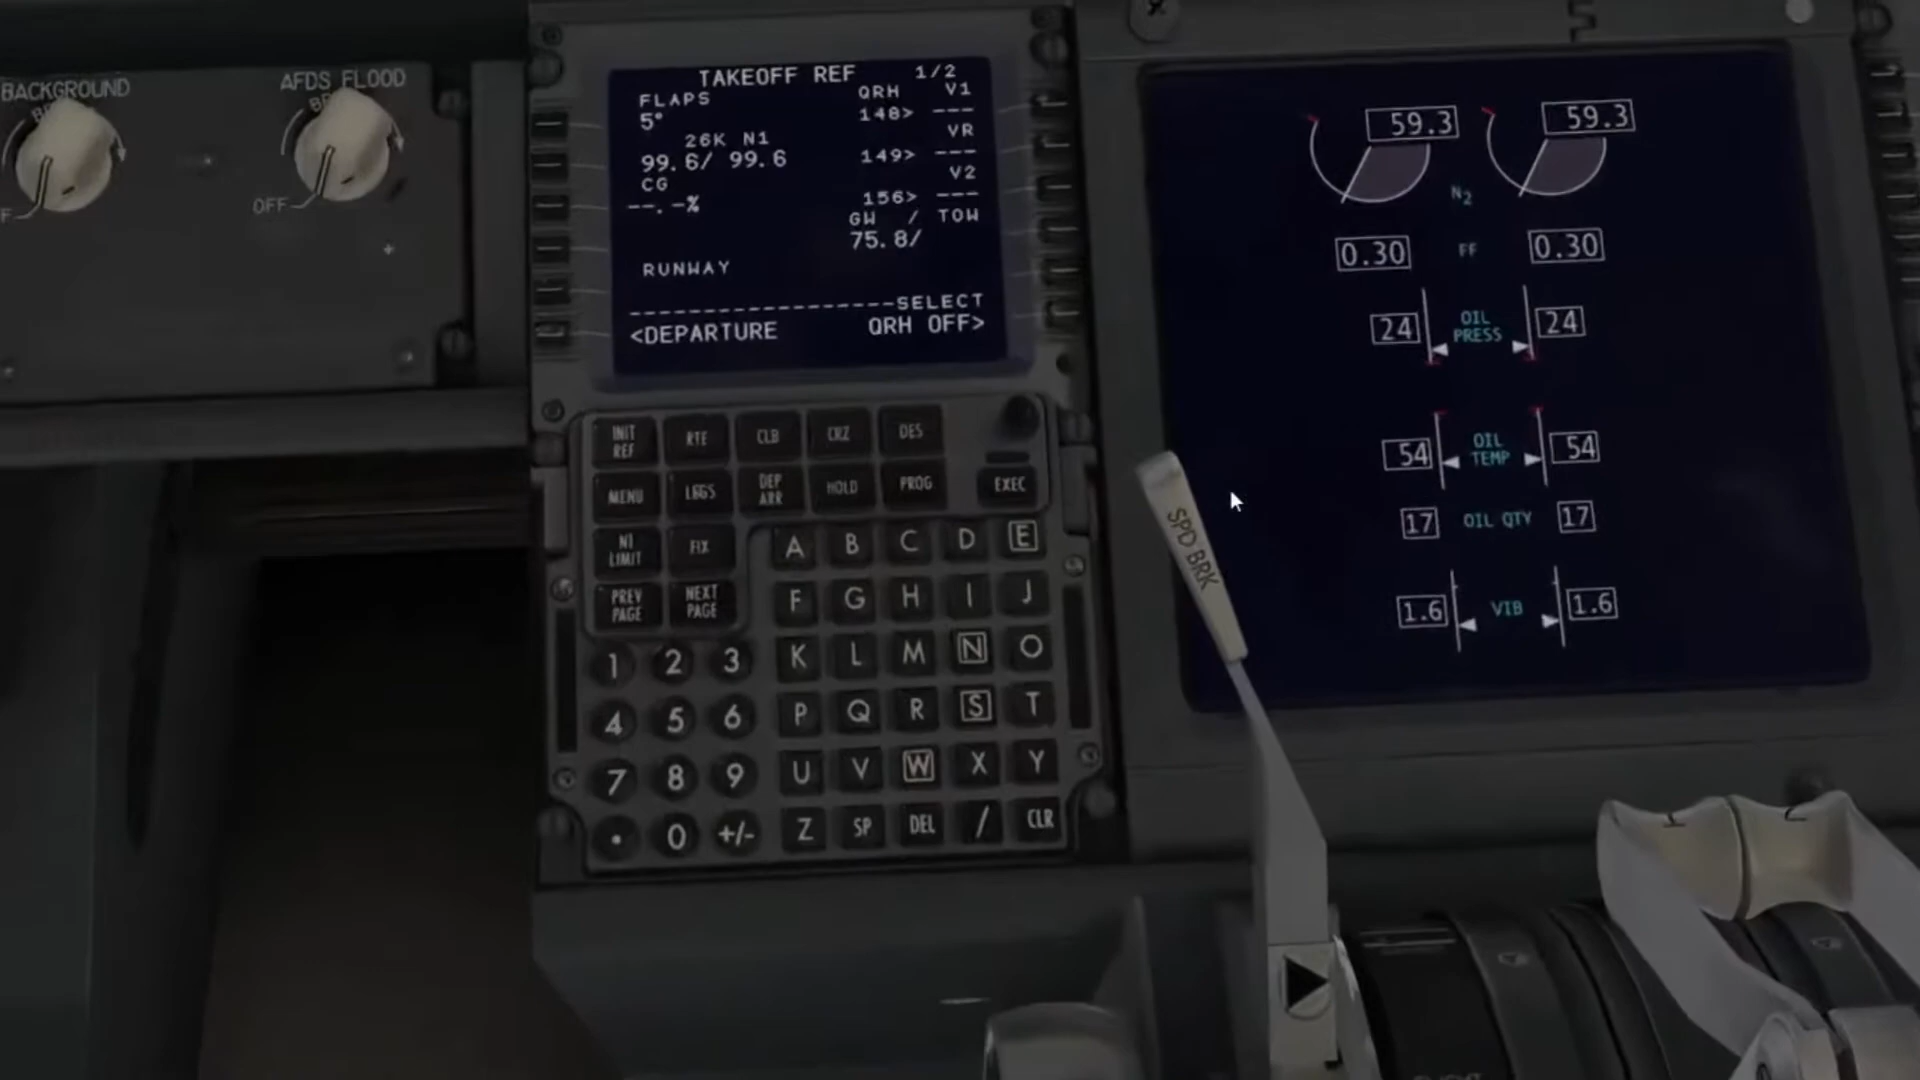 BACKGROUND
BRT
AFDS FLOOD
BRT
OFF
F
TAKEOFF REF 1/2
FLAPS QRH V1
5° 148> ---
26K N1 VR
99.6/ 99.6 149> ---
CG V2
--.-% 156> ---
GW / TOW
75.8/
RUNWAY
------------------SELECT
<DEPARTURE QRH OFF>
INIT REF
RTE
CLB
CRZ
DES
MENU
LEGS
DEP ARR
HOLD
PROG
EXEC
N1 LIMIT
FIX
PREV PAGE
NEXT PAGE
A B C D E
F G H I J
K L M N O
P Q R S T
U V W X Y
Z SP DEL / CLR
1 2 3
4 5 6
7 8 9
. 0 +/-
59.3 59.3
N2
0.30 FF 0.30
24 OIL PRESS 24
54 OIL TEMP 54
17 OIL QTY 17
1.6 VIB 1.6
SPD BRK
1 2